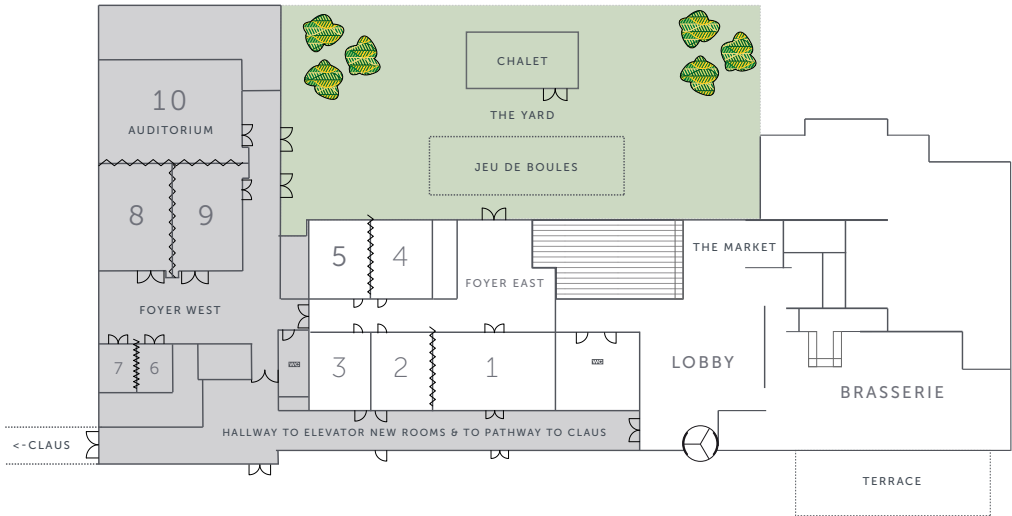 CHALET
10
THE YARD
AUDITORIUM
JEU DE BOULES
8
9
5
4
THE MARKET
FOYER EAST
FOYER WEST
7
6
WC
3
2
1
WC
LOBBY
BRASSERIE
HALLWAY TO ELEVATOR NEW ROOMS & TO PATHWAY TO CLAUS
<-CLAUS
TERRACE